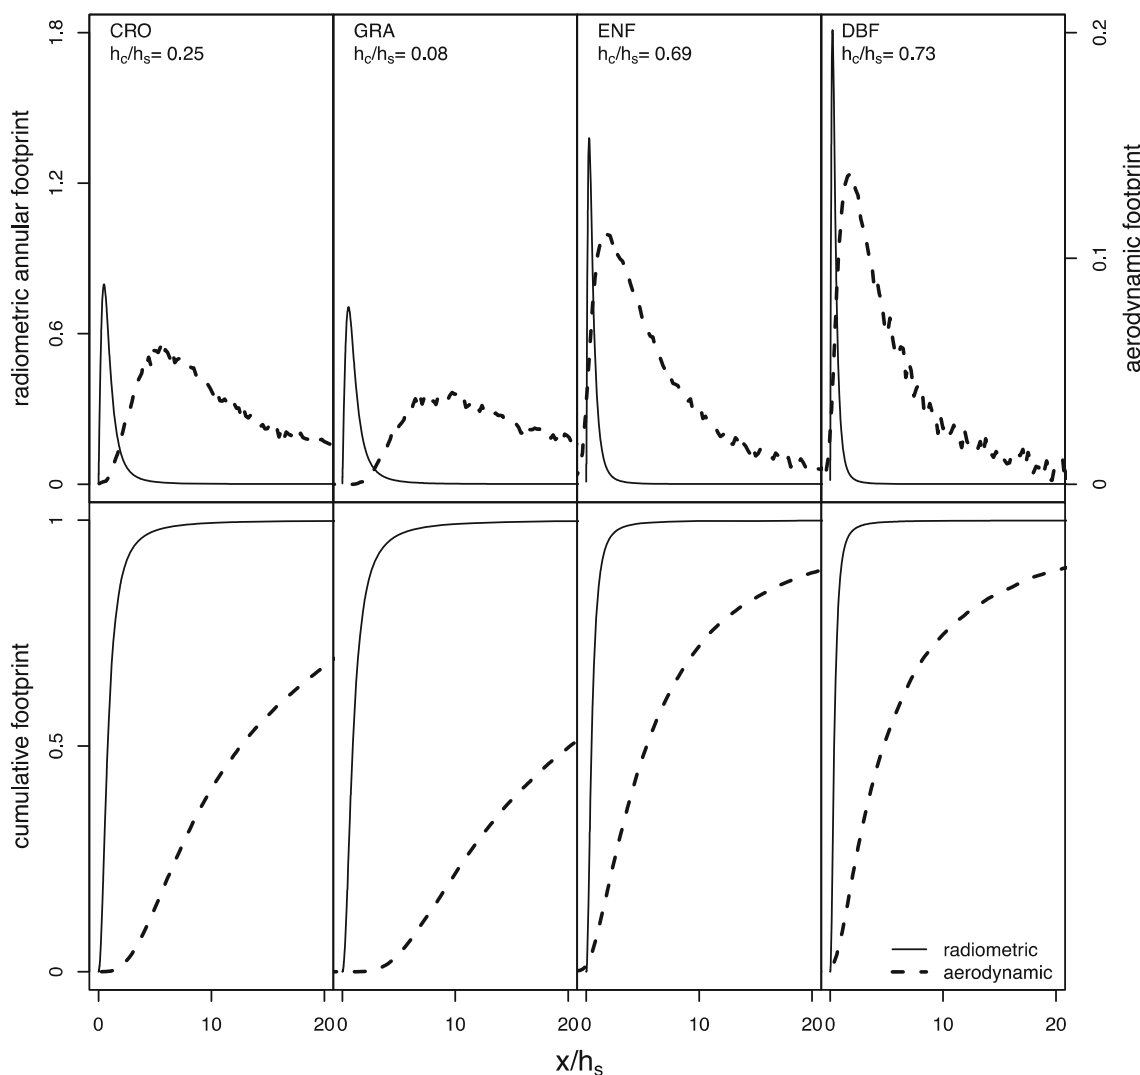 CRO
h_c/h_s= 0.25
GRA
h_c/h_s= 0.08
ENF
h_c/h_s= 0.69
DBF
h_c/h_s= 0.73
radiometric annular footprint
1.8
1.2
0.6
0
aerodynamic footprint
0.2
0.1
0
cumulative footprint
1
0.5
0
radiometric
aerodynamic
0 10 20
0 10 20
0 10 20
0 10 20
x/h_s